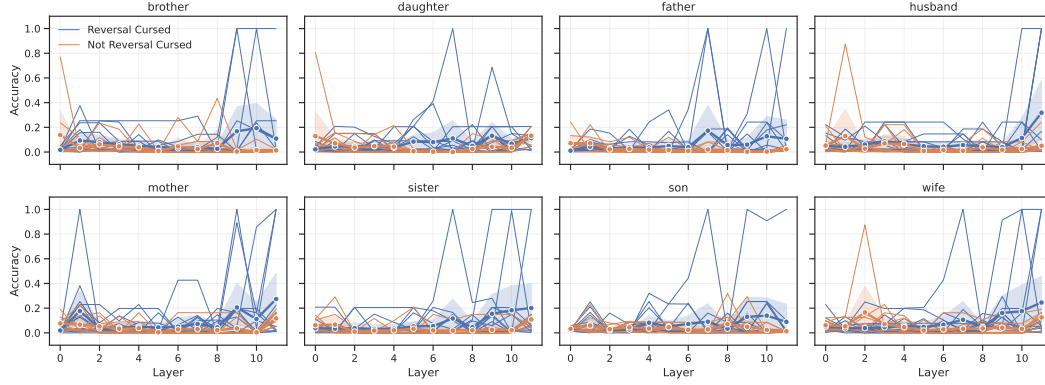 brother
daughter
father
husband
Reversal Cursed
Not Reversal Cursed
Accuracy
1.0
0.8
0.6
0.4
0.2
0.0
mother
sister
son
wife
Accuracy
1.0
0.8
0.6
0.4
0.2
0.0
0 2 4 6 8 10
0 2 4 6 8 10
0 2 4 6 8 10
0 2 4 6 8 10
Layer
Layer
Layer
Layer